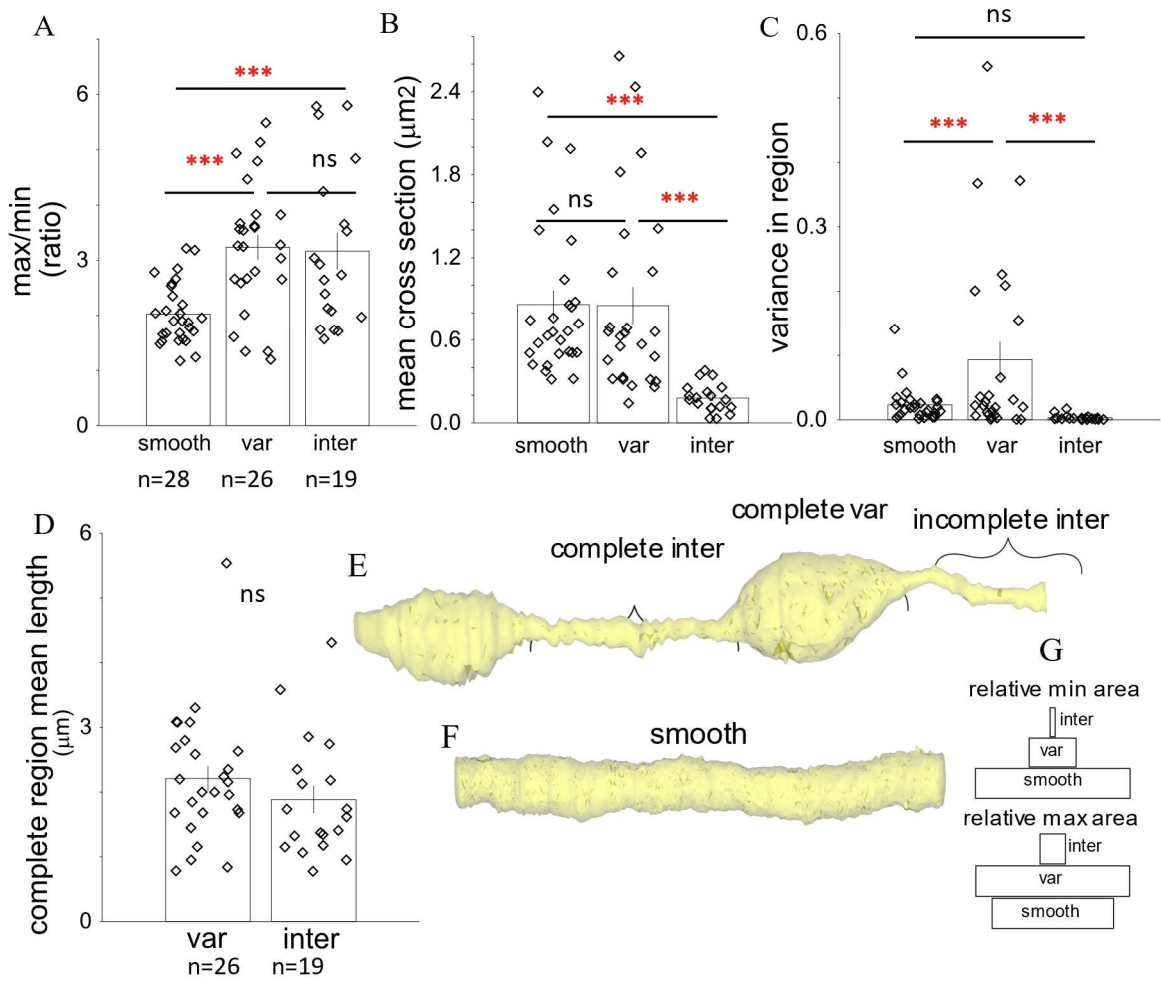 A
max/min
(ratio)
6
3
0
***
***
ns
smooth var inter
n=28 n=26 n=19
B
mean cross section (µm2)
2.4
1.8
1.2
0.6
0.0
***
ns
***
smooth var inter
C
variance in region
0.6
0.3
0.0
ns
***
***
smooth var inter
D
complete region mean length
(µm)
6
3
0
ns
var inter
n=26 n=19
E
complete inter
complete var
incomplete inter
F
smooth
G
relative min area
inter
var
smooth
relative max area
inter
var
smooth